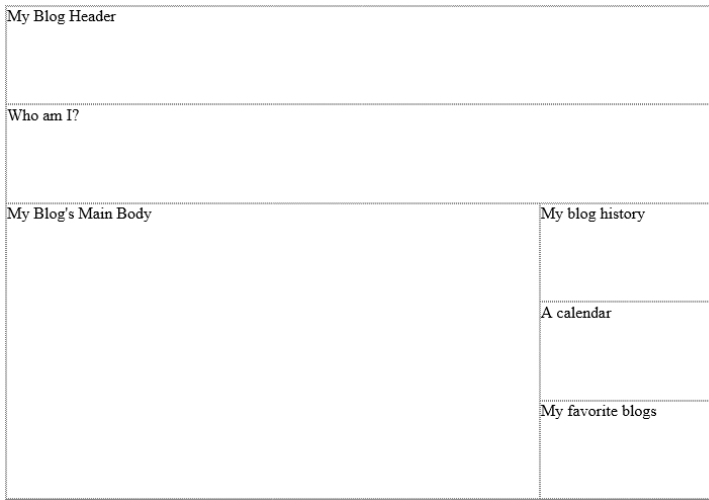 My Blog Header
Who am I?
My Blog's Main Body
My blog history
A calendar
My favorite blogs